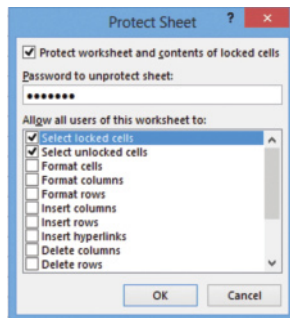 Protect Sheet ? ×
Protect worksheet and contents of locked cells
Password to unprotect sheet:
•••••••
Allow all users of this worksheet to:
Select locked cells
Select unlocked cells
Format cells
Format columns
Format rows
Insert columns
Insert rows
Insert hyperlinks
Delete columns
Delete rows
OK Cancel